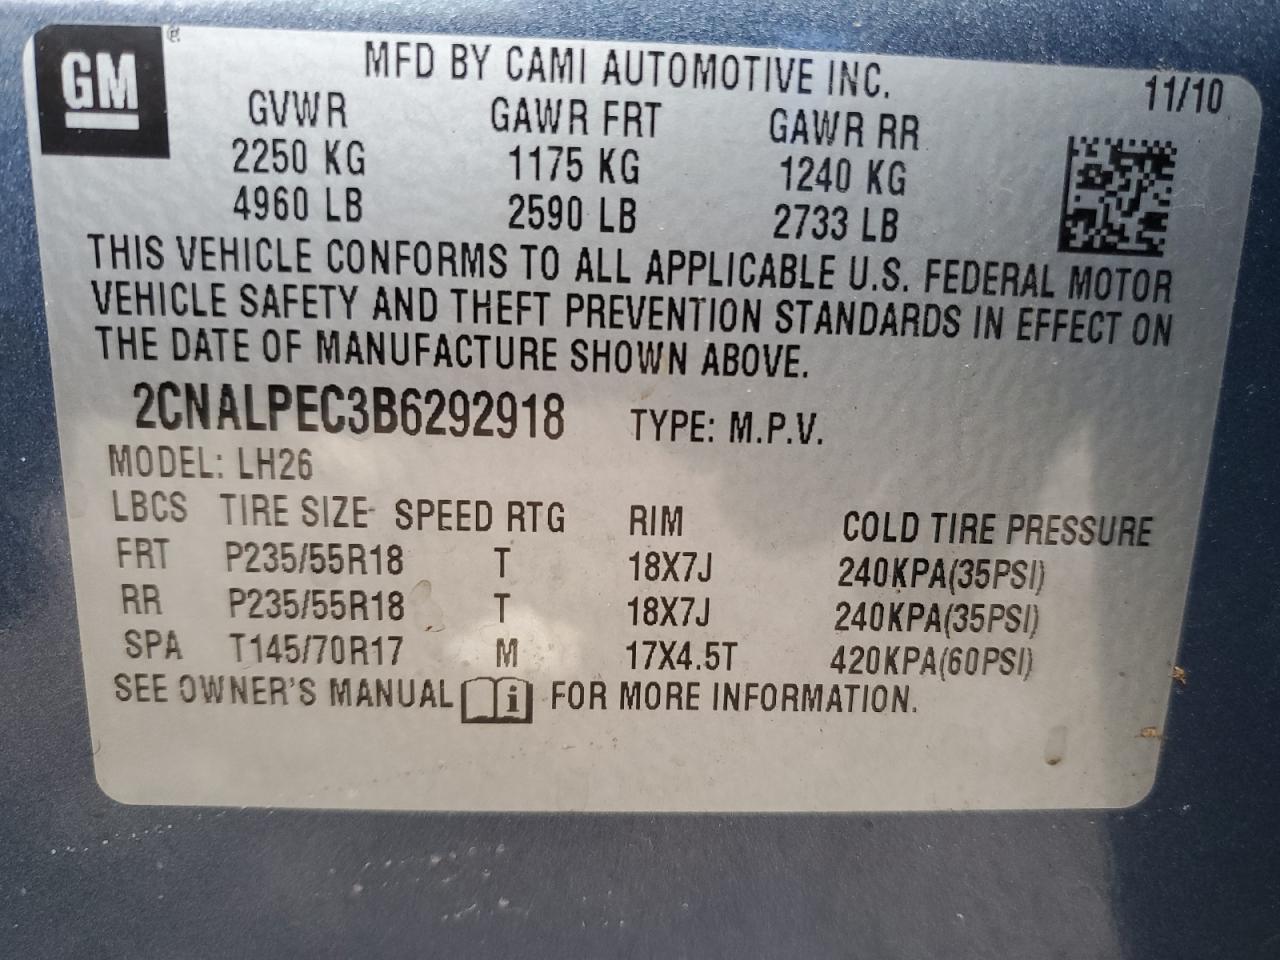 GM ®
MFD BY CAMI AUTOMOTIVE INC. 11/10
GVWR GAWR FRT GAWR RR
2250 KG 1175 KG 1240 KG
4960 LB 2590 LB 2733 LB
THIS VEHICLE CONFORMS TO ALL APPLICABLE U.S. FEDERAL MOTOR
VEHICLE SAFETY AND THEFT PREVENTION STANDARDS IN EFFECT ON
THE DATE OF MANUFACTURE SHOWN ABOVE.
2CNALPEC3B6292918 TYPE: M.P.V.
MODEL: LH26
LBCS TIRE SIZE SPEED RTG RIM COLD TIRE PRESSURE
FRT P235/55R18 T 18X7J 240KPA(35PSI)
RR P235/55R18 T 18X7J 240KPA(35PSI)
SPA T145/70R17 M 17X4.5T 420KPA(60PSI)
SEE OWNER'S MANUAL i FOR MORE INFORMATION.